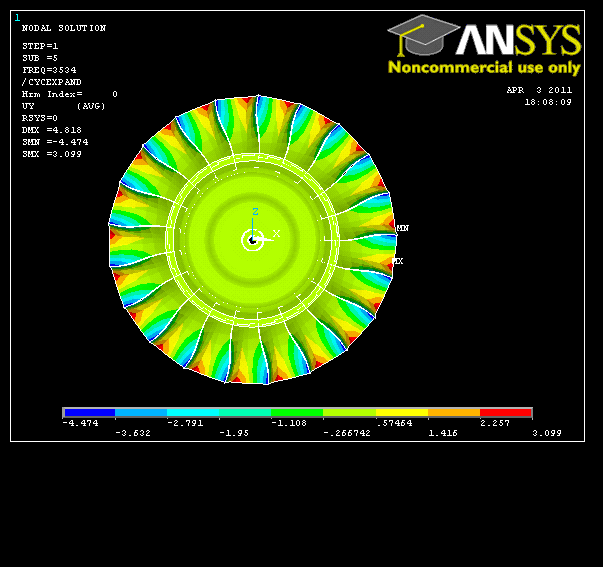 1
NODAL SOLUTION
STEP=1
SUB =5
FREQ=3534
/CYCEXPAND
Hrm Index= 0
UY (AVG)
RSYS=0
DMX =4.818
SMN =-4.474
SMX =3.099
ANSYS
Noncommercial use only
APR 3 2011
18:08:09
Z
X
MN
MX
-4.474 -2.791 -1.108 .57464 2.257
-3.632 -1.95 -.266742 1.416 3.099